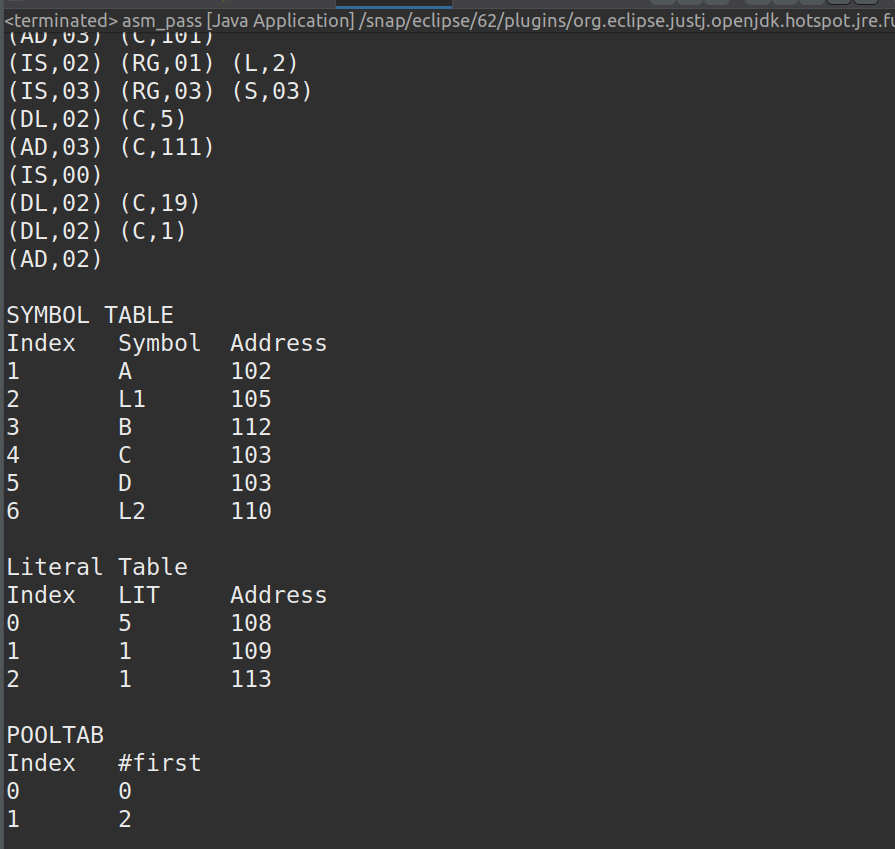 <terminated> asm_pass [Java Application] /snap/eclipse/62/plugins/org.eclipse.justj.openjdk.hotspot.jre.fu
(AD,03) (C,101)
(IS,02) (RG,01) (L,2)
(IS,03) (RG,03) (S,03)
(DL,02) (C,5)
(AD,03) (C,111)
(IS,00)
(DL,02) (C,19)
(DL,02) (C,1)
(AD,02)
SYMBOL TABLE
Index Symbol Address
1 A 102
2 L1 105
3 B 112
4 C 103
5 D 103
6 L2 110
Literal Table
Index LIT Address
0 5 108
1 1 109
2 1 113
POOLTAB
Index #first
0 0
1 2